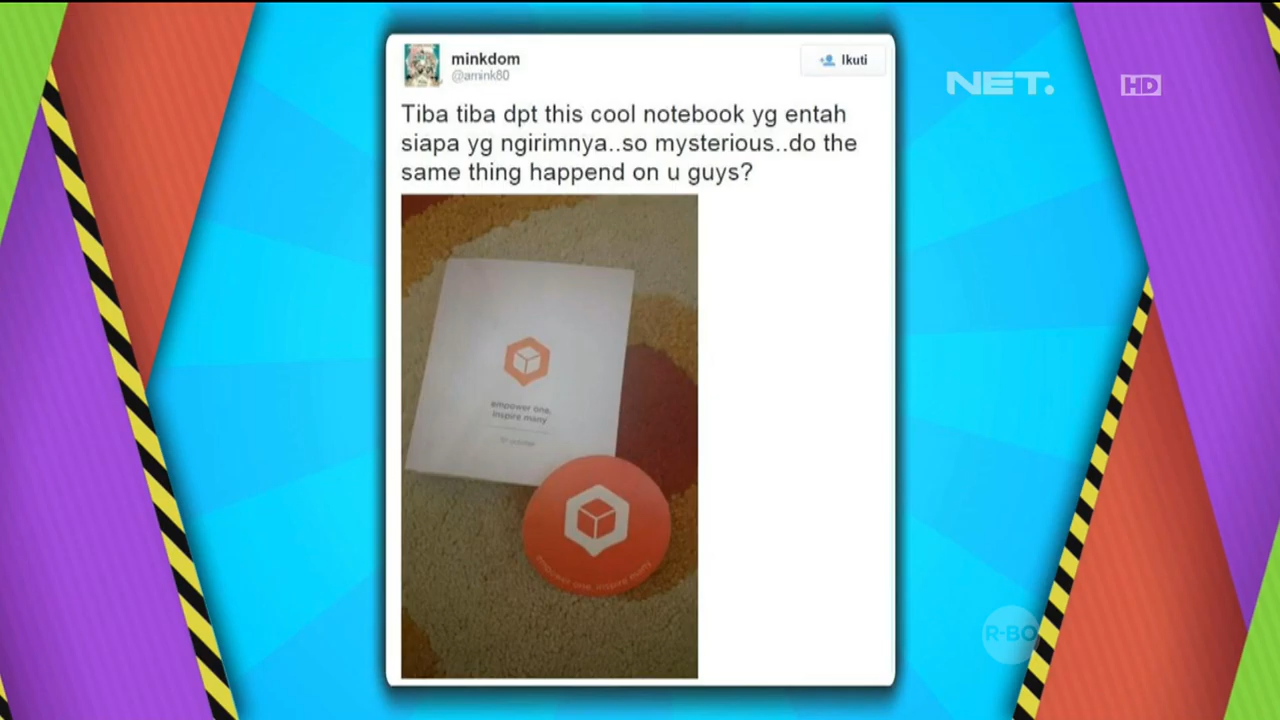 minkdom
@amink80
Ikuti
NET.
HD
Tiba tiba dpt this cool notebook yg entah
siapa yg ngirimnya..so mysterious..do the
same thing happend on u guys?
empower one,
inspire many
empower one, inspire many
R-BO